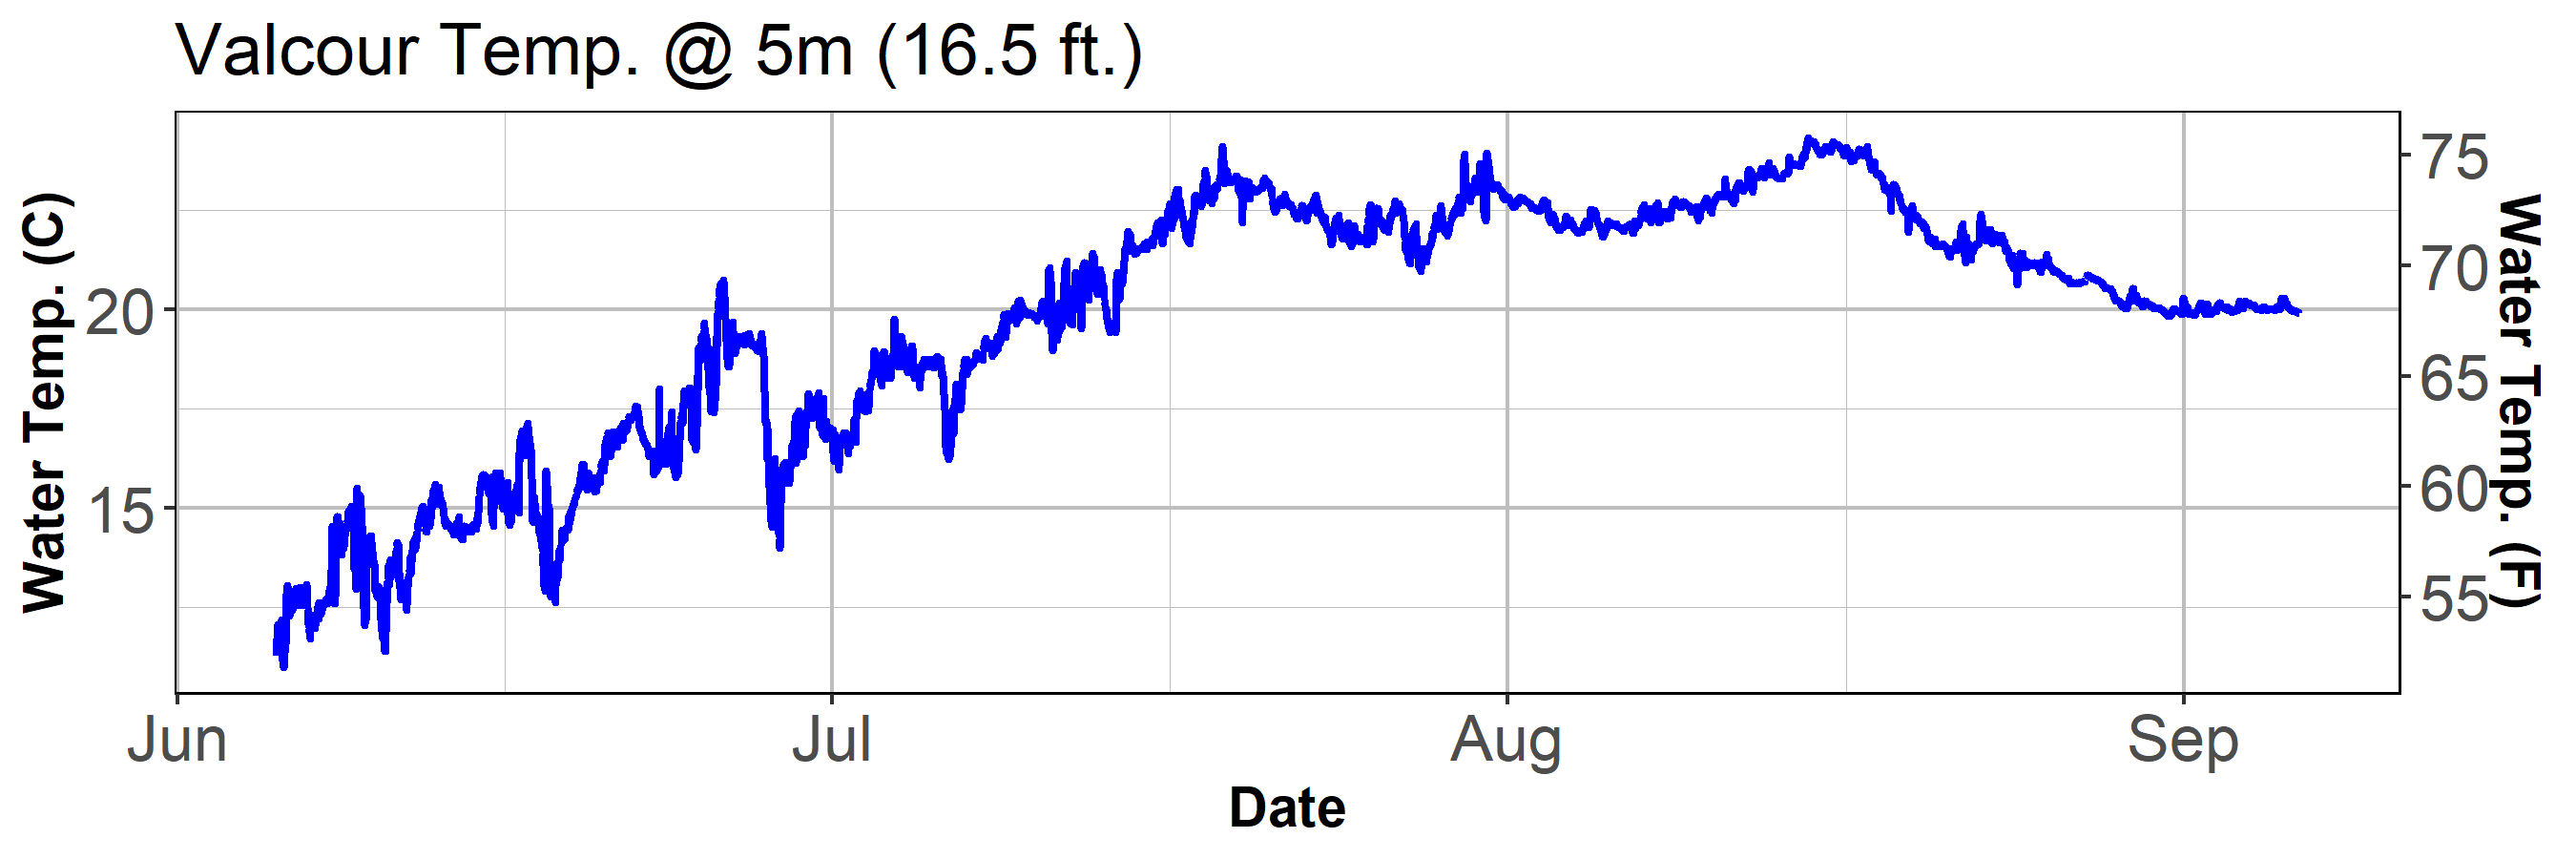 Valcour Temp. @ 5m (16.5 ft.)
Water Temp. (C)
20
15
75
70
65
60
55
Water Temp. (F)
Jun Jul Aug Sep
Date